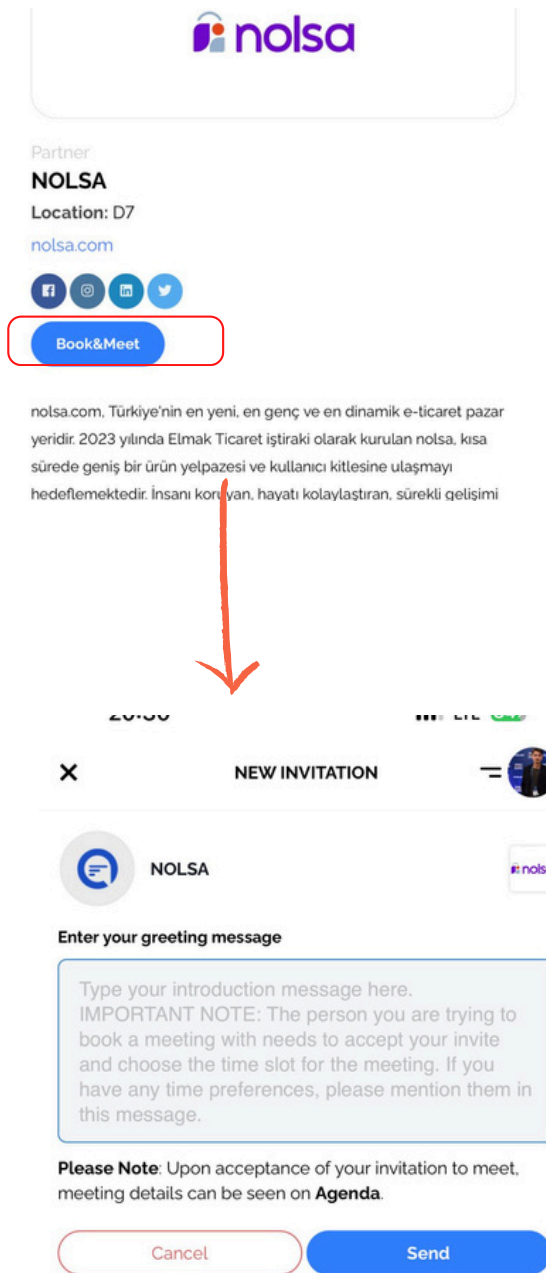 nolsa
Partner
NOLSA
Location: D7
nolsa.com
Book&Meet
nolsa.com, Türkiye'nin en yeni, en genç ve en dinamik e-ticaret pazar
yeridir. 2023 yılında Elmak Ticaret iştiraki olarak kurulan nolsa, kısa
sürede geniş bir ürün yelpazesi ve kullanıcı kitlesine ulaşmayı
hedeflemektedir. İnsanı koruyan, hayatı kolaylaştıran, sürekli gelişimi
NEW INVITATION
NOLSA
nols
Enter your greeting message
Type your introduction message here.
IMPORTANT NOTE: The person you are trying to
book a meeting with needs to accept your invite
and choose the time slot for the meeting. If you
have any time preferences, please mention them in
this message.
Please Note: Upon acceptance of your invitation to meet,
meeting details can be seen on Agenda.
Cancel
Send